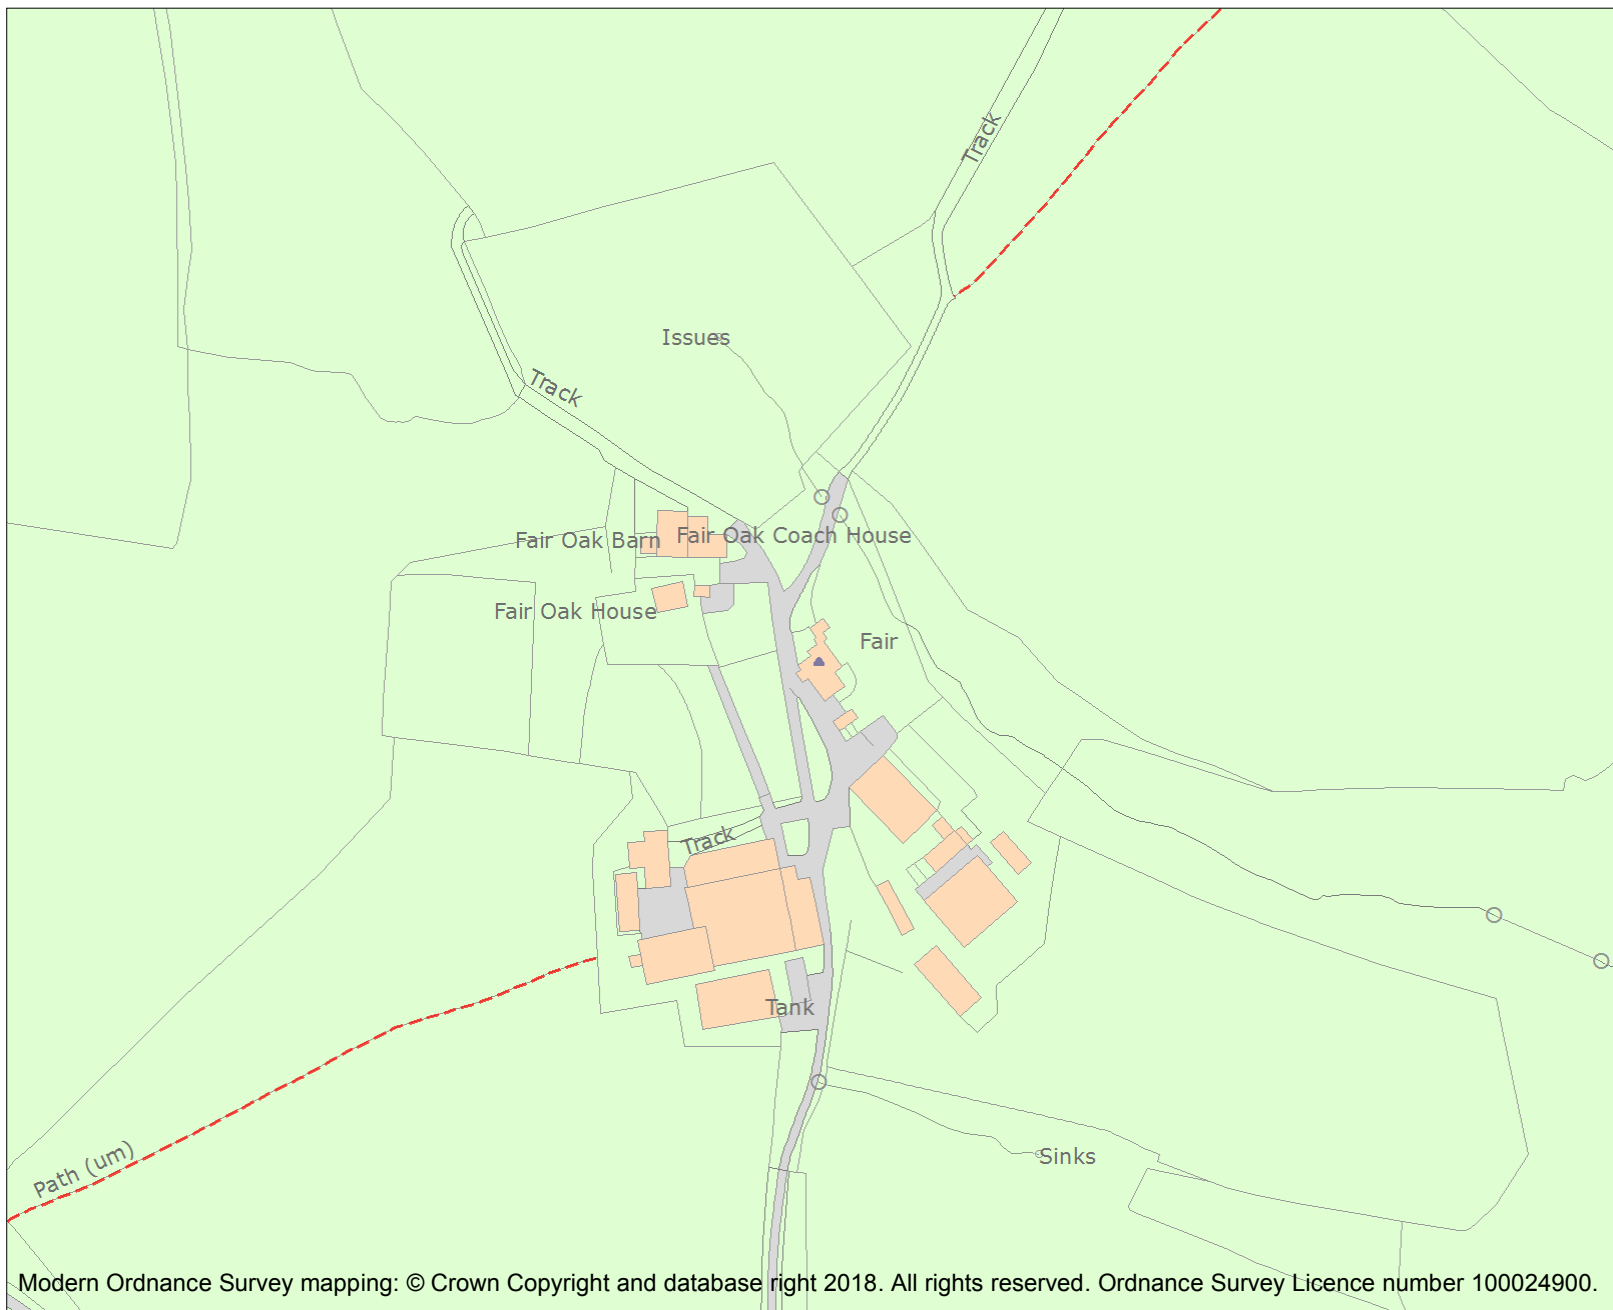 Track
Issues
Track
Fair Oak Coach House
Fair Oak Barn
Fair Oak House
Fair
Track
Tank
Path (um)
Sinks
Modern Ordnance Survey mapping: © Crown Copyright and database right 2018. All rights reserved. Ordnance Survey Licence number 100024900.